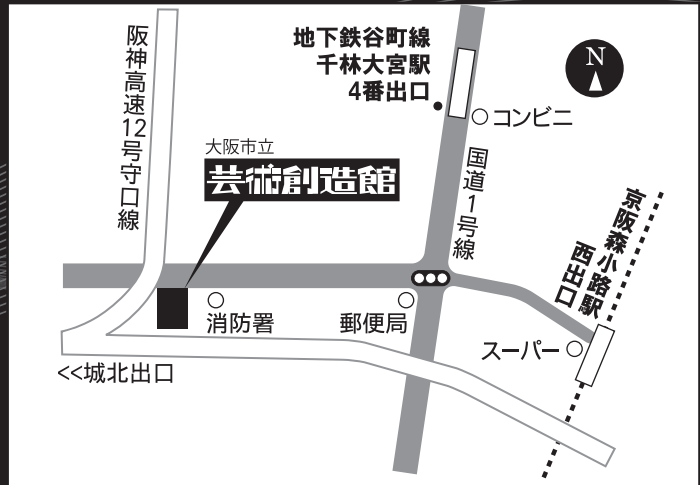 阪神高速12号守口線
地下鉄谷町線
千林大宮駅
4番出口
N
コンビニ
大阪市立
芸術創造館
国道1号線
京阪森小路駅
西出口
消防署
郵便局
スーパー
<<城北出口